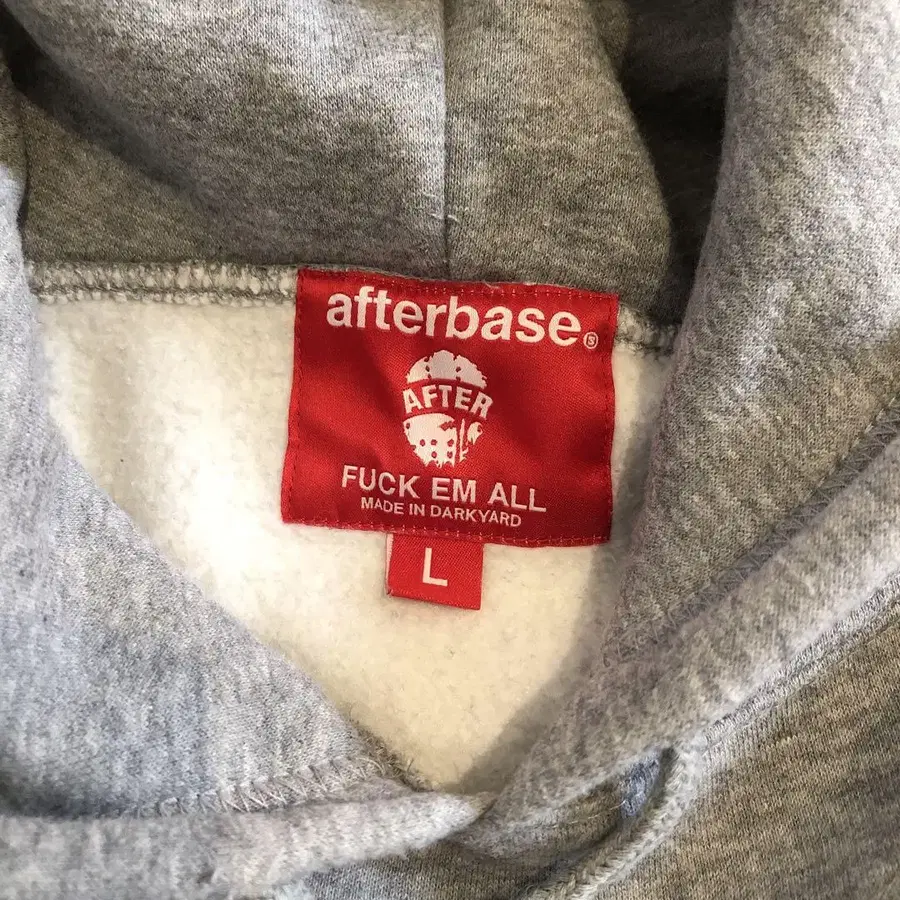 afterbase®
AFTER
FUCK EM ALL
MADE IN DARKYARD
L